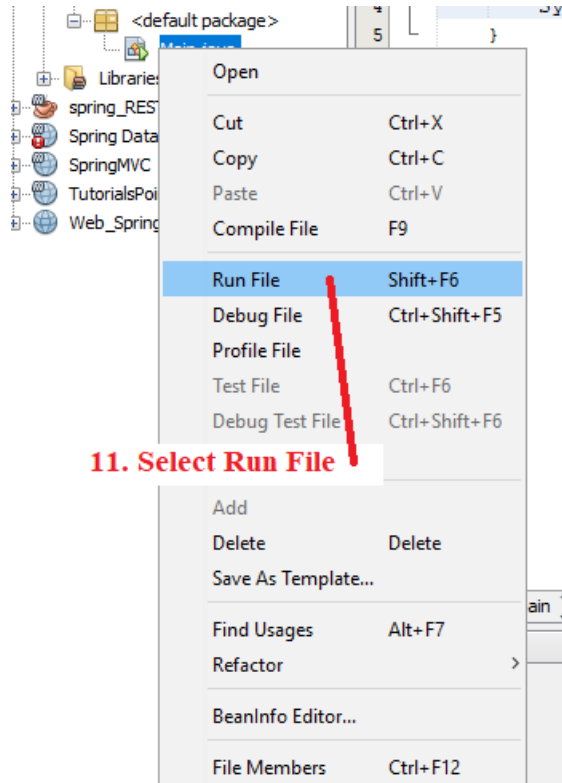 <default package>
4
5 }
Main.java
Open
Libraries
spring_REST
Cut Ctrl+X
Spring Data
Copy Ctrl+C
SpringMVC
Paste Ctrl+V
TutorialsPoi
Compile File F9
Web_Spring
Run File Shift+F6
Debug File Ctrl+Shift+F5
Profile File
Test File Ctrl+F6
Debug Test File Ctrl+Shift+F6
11. Select Run File
Add
Delete Delete
Save As Template...
ain
Find Usages Alt+F7
Refactor >
BeanInfo Editor...
File Members Ctrl+F12